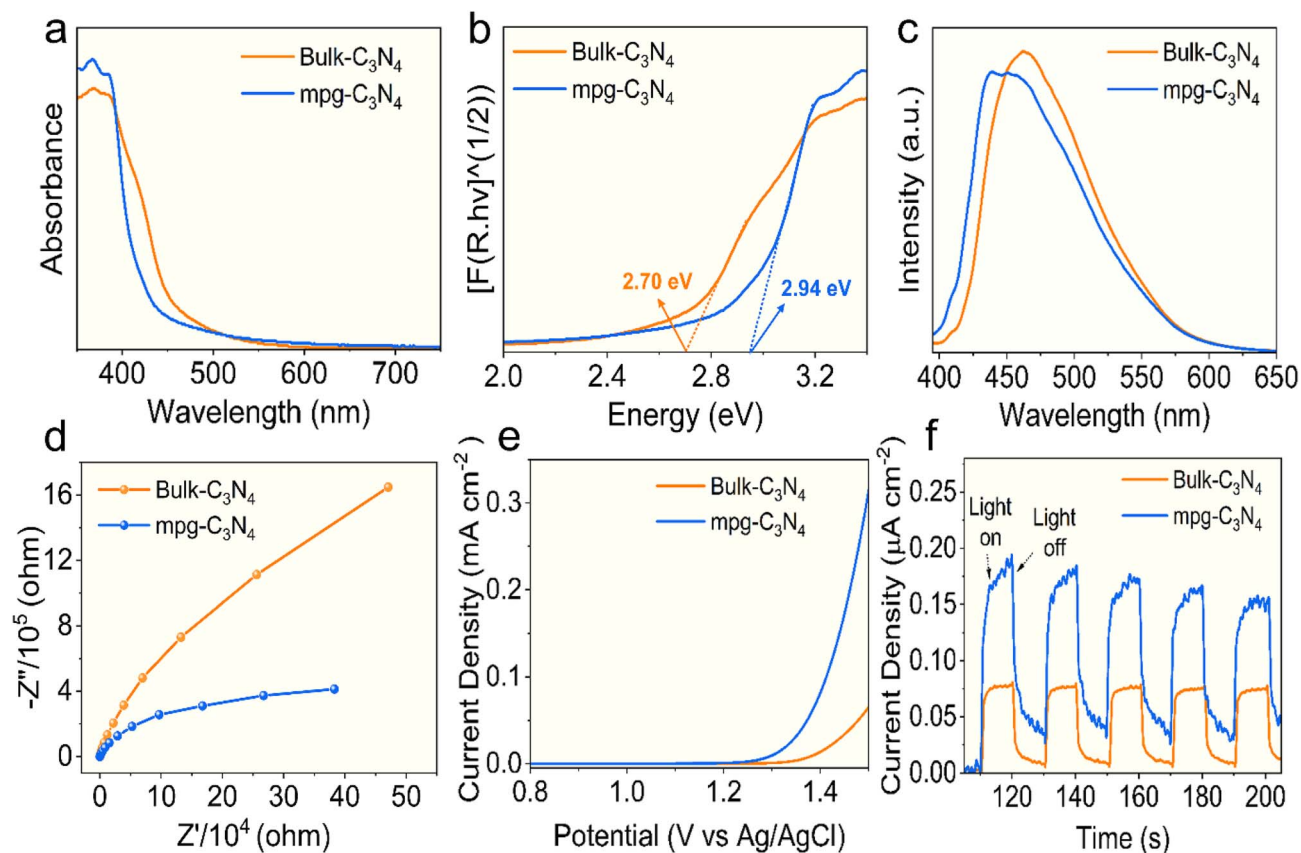 a
Bulk-C₃N₄
mpg-C₃N₄
Absorbance
400 500 600 700
Wavelength (nm)
b
Bulk-C₃N₄
mpg-C₃N₄
[F(R.hv]^(1/2))
2.70 eV
2.94 eV
2.0 2.4 2.8 3.2
Energy (eV)
c
Bulk-C₃N₄
mpg-C₃N₄
Intensity (a.u.)
400 450 500 550 600 650
Wavelength (nm)
d
Bulk-C₃N₄
mpg-C₃N₄
-Z''/10⁵ (ohm)
16
12
8
4
0
0 10 20 30 40 50
Z'/10⁴ (ohm)
e
Bulk-C₃N₄
mpg-C₃N₄
Current Density (mA cm⁻²)
0.3
0.2
0.1
0.0
0.8 1.0 1.2 1.4
Potential (V vs Ag/AgCl)
f
Bulk-C₃N₄
mpg-C₃N₄
Light
on
Light
off
Current Density (µA cm⁻²)
0.25
0.20
0.15
0.10
0.05
0.00
120 140 160 180 200
Time (s)